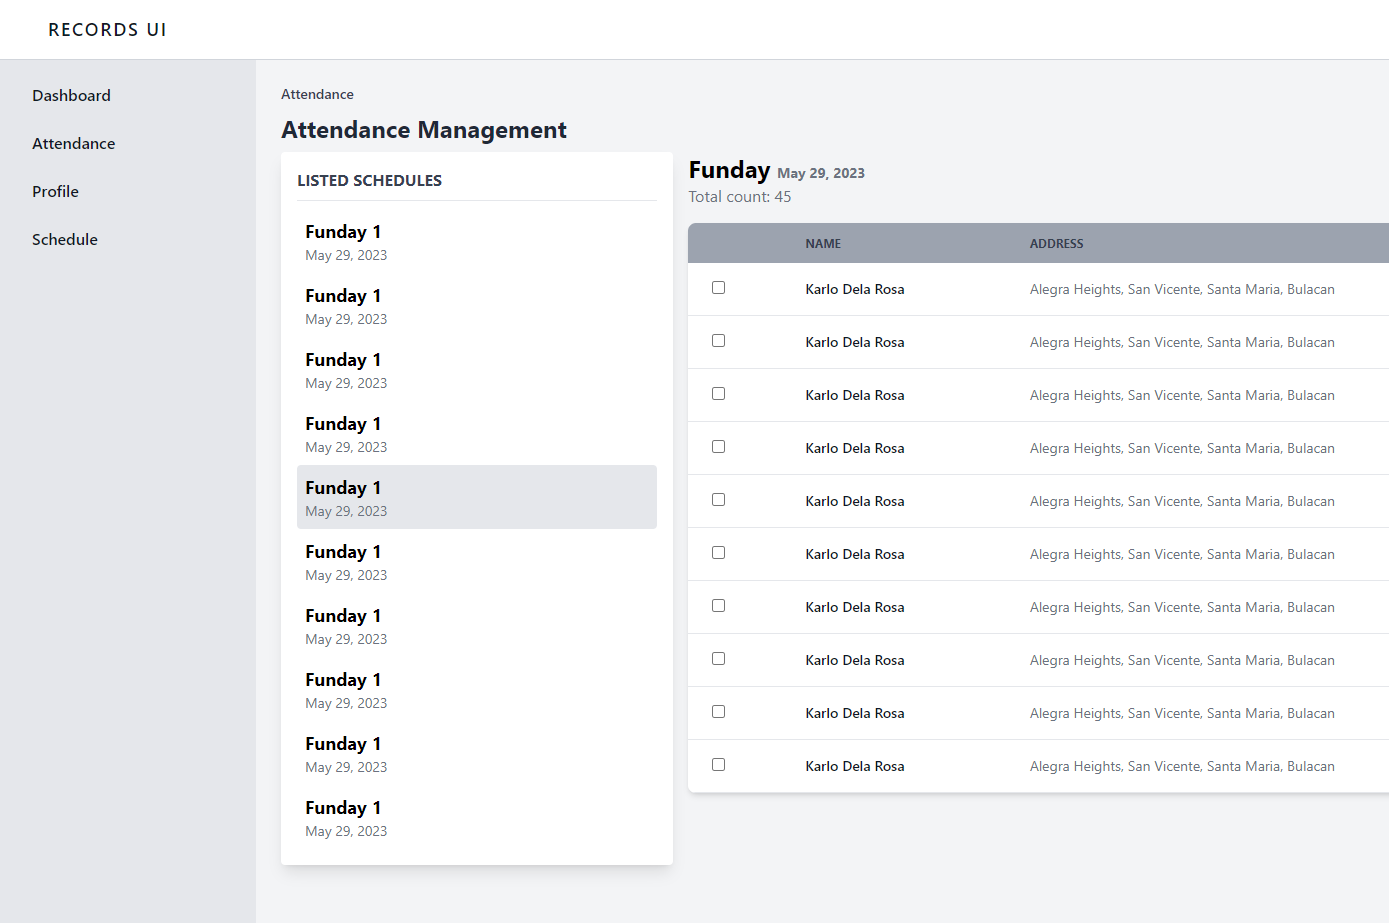 RECORDS UI
Dashboard
Attendance
Profile
Schedule
Attendance
Attendance Management
LISTED SCHEDULES
Funday 1
May 29, 2023
Funday 1
May 29, 2023
Funday 1
May 29, 2023
Funday 1
May 29, 2023
Funday 1
May 29, 2023
Funday 1
May 29, 2023
Funday 1
May 29, 2023
Funday 1
May 29, 2023
Funday 1
May 29, 2023
Funday 1
May 29, 2023
Funday May 29, 2023
Total count: 45
NAME ADDRESS
Karlo Dela Rosa Alegra Heights, San Vicente, Santa Maria, Bulacan
Karlo Dela Rosa Alegra Heights, San Vicente, Santa Maria, Bulacan
Karlo Dela Rosa Alegra Heights, San Vicente, Santa Maria, Bulacan
Karlo Dela Rosa Alegra Heights, San Vicente, Santa Maria, Bulacan
Karlo Dela Rosa Alegra Heights, San Vicente, Santa Maria, Bulacan
Karlo Dela Rosa Alegra Heights, San Vicente, Santa Maria, Bulacan
Karlo Dela Rosa Alegra Heights, San Vicente, Santa Maria, Bulacan
Karlo Dela Rosa Alegra Heights, San Vicente, Santa Maria, Bulacan
Karlo Dela Rosa Alegra Heights, San Vicente, Santa Maria, Bulacan
Karlo Dela Rosa Alegra Heights, San Vicente, Santa Maria, Bulacan